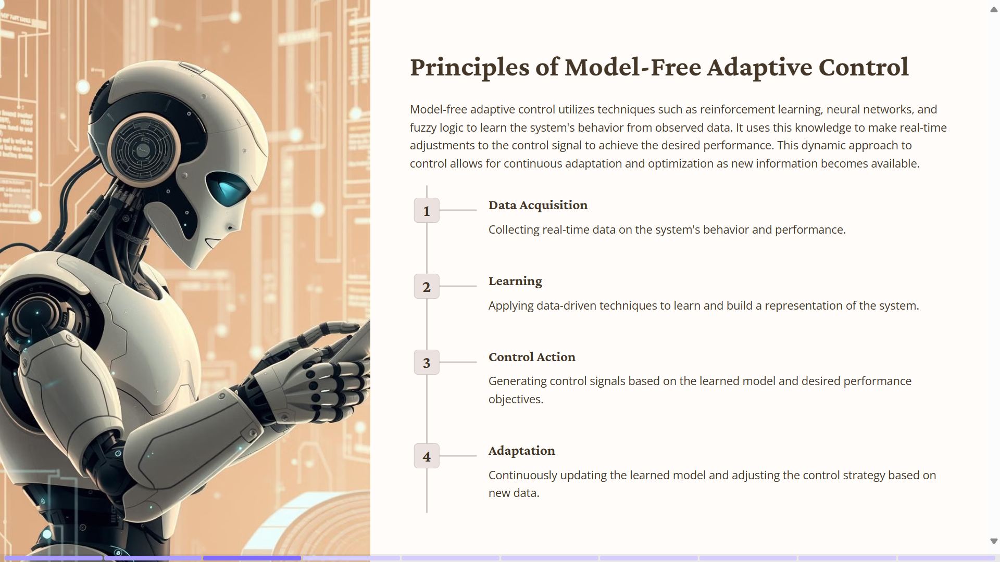 Principles of Model-Free Adaptive Control
Model-free adaptive control utilizes techniques such as reinforcement learning, neural networks, and
fuzzy logic to learn the system's behavior from observed data. It uses this knowledge to make real-time
adjustments to the control signal to achieve the desired performance. This dynamic approach to
control allows for continuous adaptation and optimization as new information becomes available.
1
Data Acquisition
Collecting real-time data on the system's behavior and performance.
2
Learning
Applying data-driven techniques to learn and build a representation of the system.
3
Control Action
Generating control signals based on the learned model and desired performance
objectives.
4
Adaptation
Continuously updating the learned model and adjusting the control strategy based on
new data.